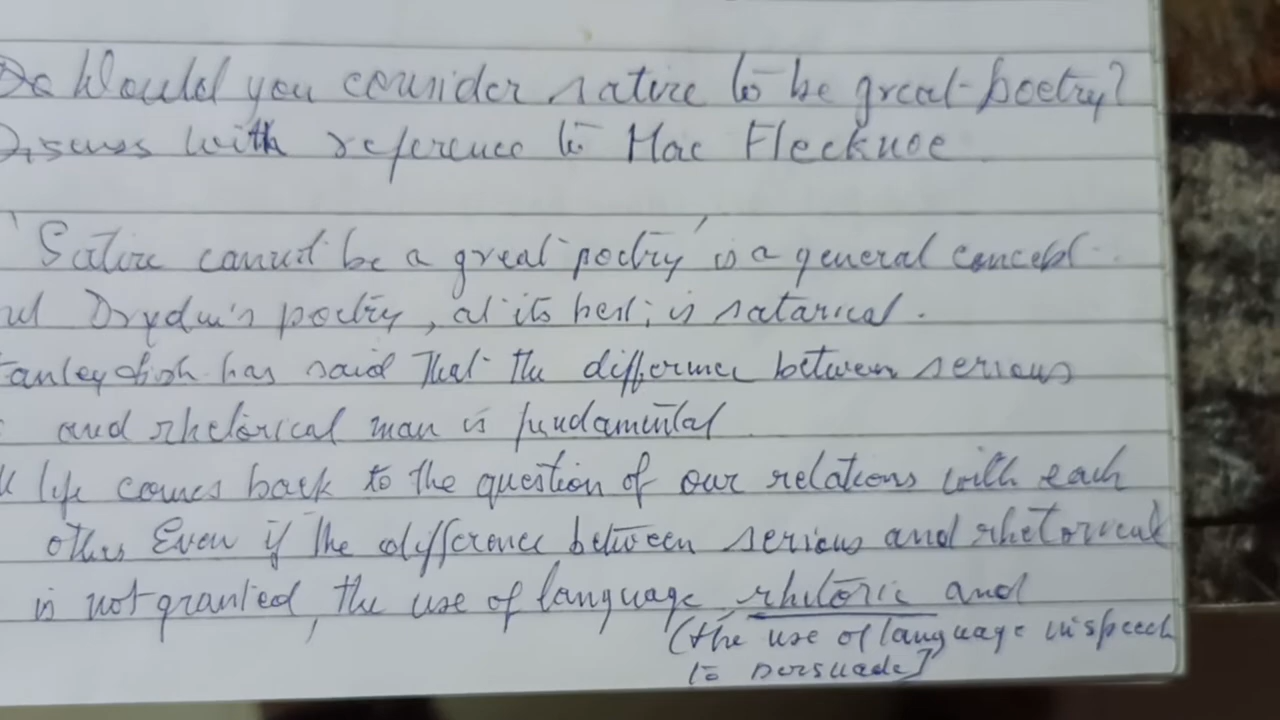 Would you consider satire to be great poetry?
Discuss with reference to Mac Flecknoe
'Satire cannot be a great poetry' is a general concept
Dryden's poetry, at its best, is satarical.
has said that the difference between serious
and rhetorical man is fundamental
life comes back to the question of our relations with each
others Even if the difference between serious and rhetorical
is not granted, the use of language rhetoric and
(the use of language in speech
to persuade)